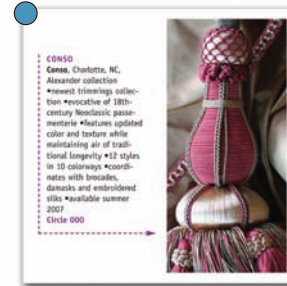 CONSO
Conso, Charlotte, NC,
Alexander collection
•newest trimmings collec-
tion •evocative of 18th-
century Neoclassic passe-
menterie •features updated
color and texture while
maintaining air of tradi-
tional longevity •12 styles
in 10 colorways •coordi-
nates with brocades,
damasks and embroidered
silks •available summer
2007
Circle 000